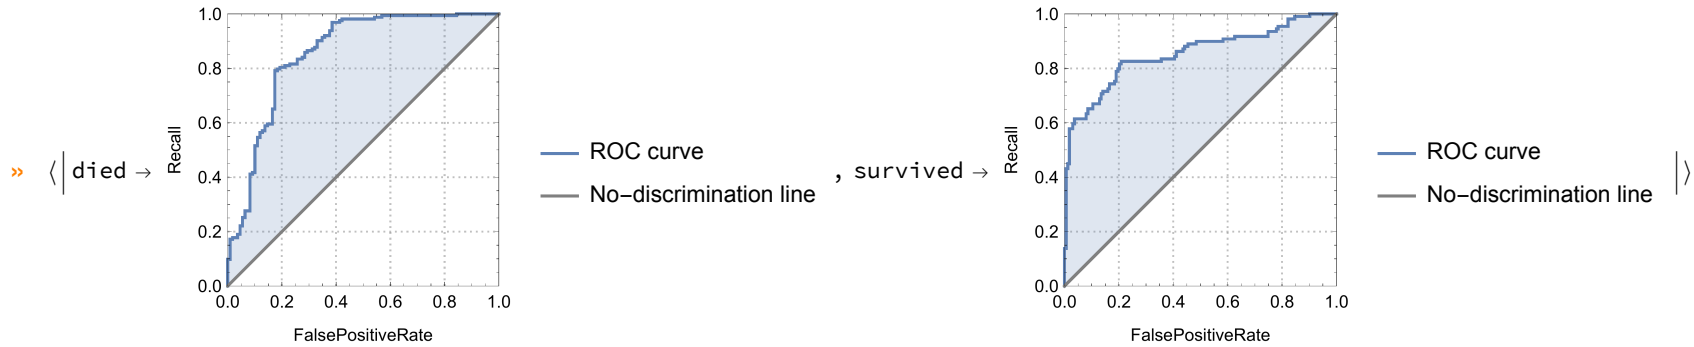 » <| died →
Recall
1.0
0.8
0.6
0.4
0.2
0.0
0.0 0.2 0.4 0.6 0.8 1.0
FalsePositiveRate
ROC curve
No−discrimination line
, survived →
Recall
1.0
0.8
0.6
0.4
0.2
0.0
0.0 0.2 0.4 0.6 0.8 1.0
FalsePositiveRate
ROC curve
No−discrimination line
|>